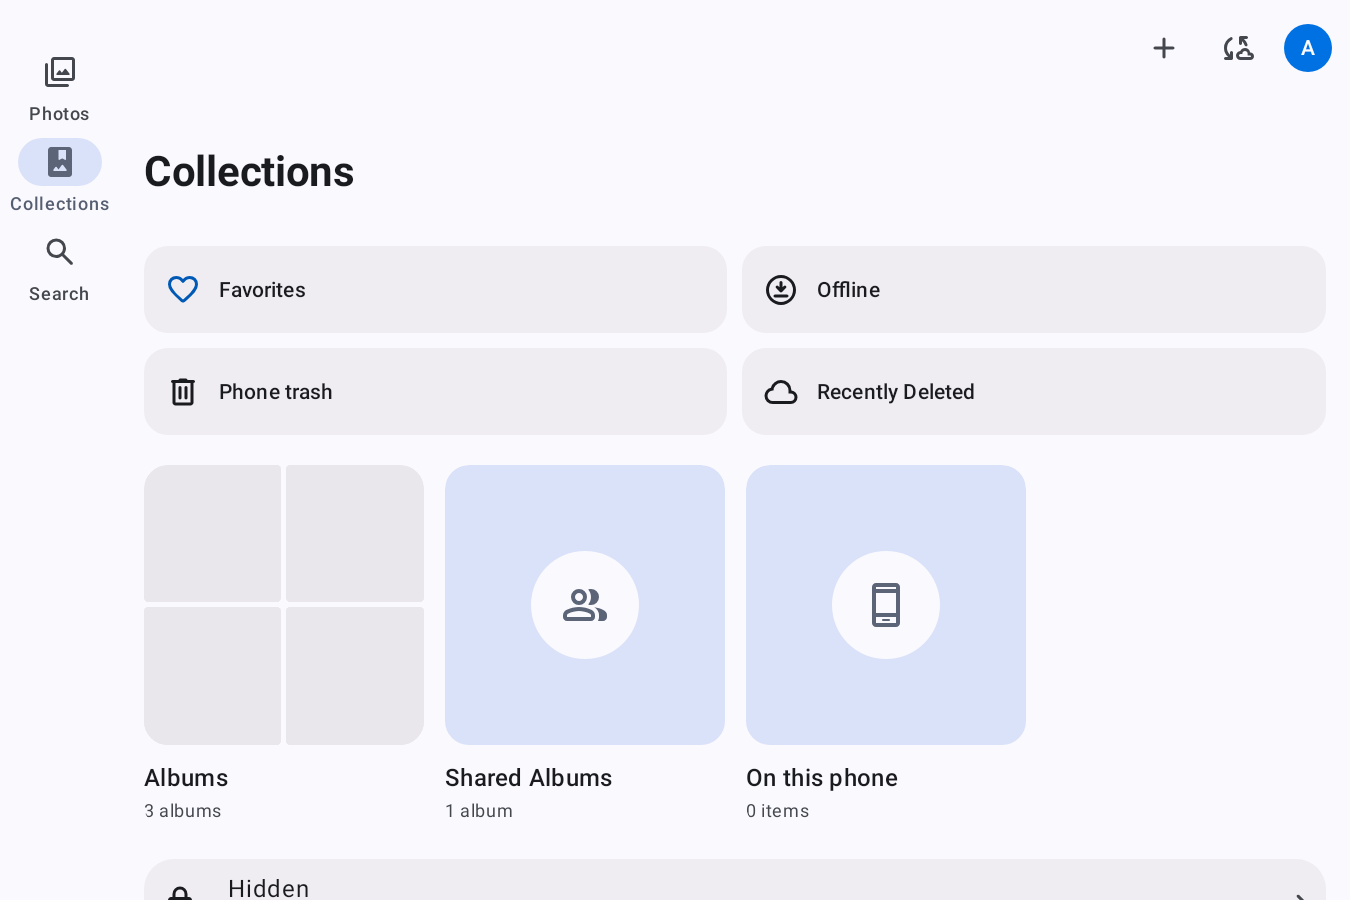 A
Photos
Collections
Search
Collections
Favorites
Offline
Phone trash
Recently Deleted
Albums
3 albums
Shared Albums
1 album
On this phone
0 items
Hidden